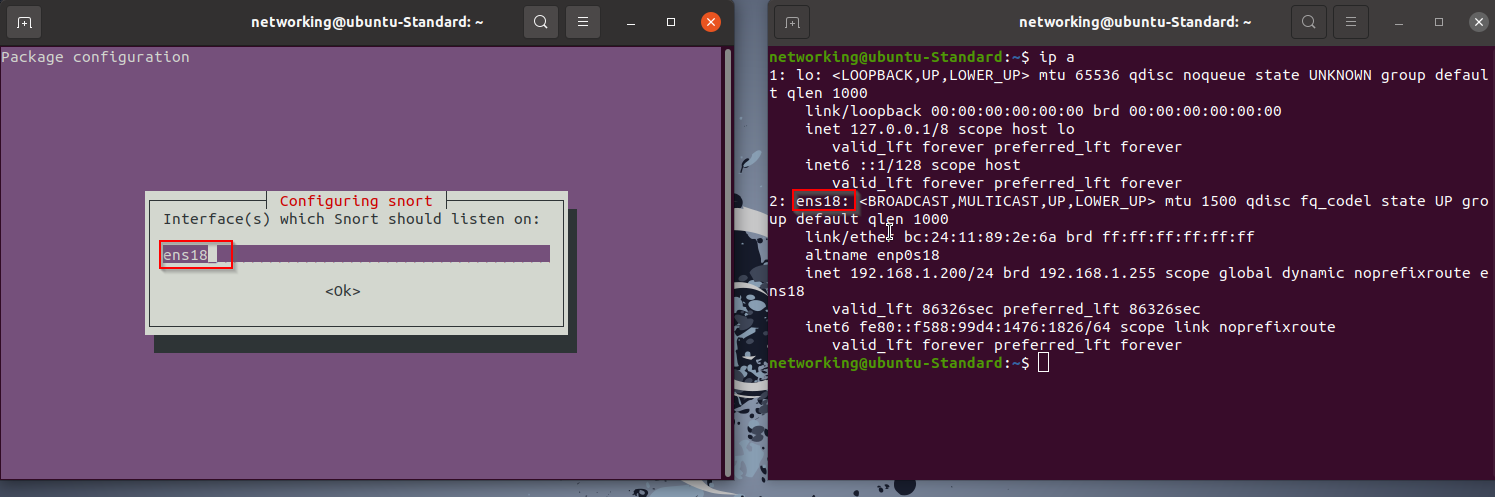 networking@ubuntu-Standard: ~
Package configuration
Configuring snort
Interface(s) which Snort should listen on:
ens18_
<Ok>
networking@ubuntu-Standard: ~
networking@ubuntu-Standard:~$ ip a
1: lo: <LOOPBACK,UP,LOWER_UP> mtu 65536 qdisc noqueue state UNKNOWN group defaul
t qlen 1000
    link/loopback 00:00:00:00:00:00 brd 00:00:00:00:00:00
    inet 127.0.0.1/8 scope host lo
       valid_lft forever preferred_lft forever
    inet6 ::1/128 scope host
       valid_lft forever preferred_lft forever
2: ens18: <BROADCAST,MULTICAST,UP,LOWER_UP> mtu 1500 qdisc fq_codel state UP gro
up default qlen 1000
    link/ether bc:24:11:89:2e:6a brd ff:ff:ff:ff:ff:ff
    altname enp0s18
    inet 192.168.1.200/24 brd 192.168.1.255 scope global dynamic noprefixroute e
ns18
       valid_lft 86326sec preferred_lft 86326sec
    inet6 fe80::f588:99d4:1476:1826/64 scope link noprefixroute
       valid_lft forever preferred_lft forever
networking@ubuntu-Standard:~$